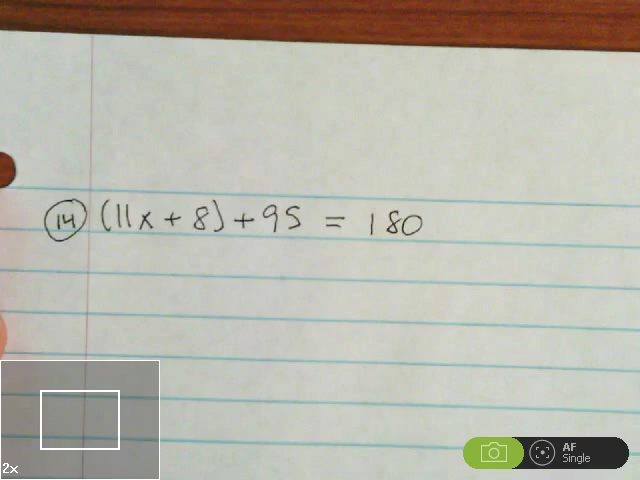 14 (11x + 8) + 95 = 180
2x
AF
Single